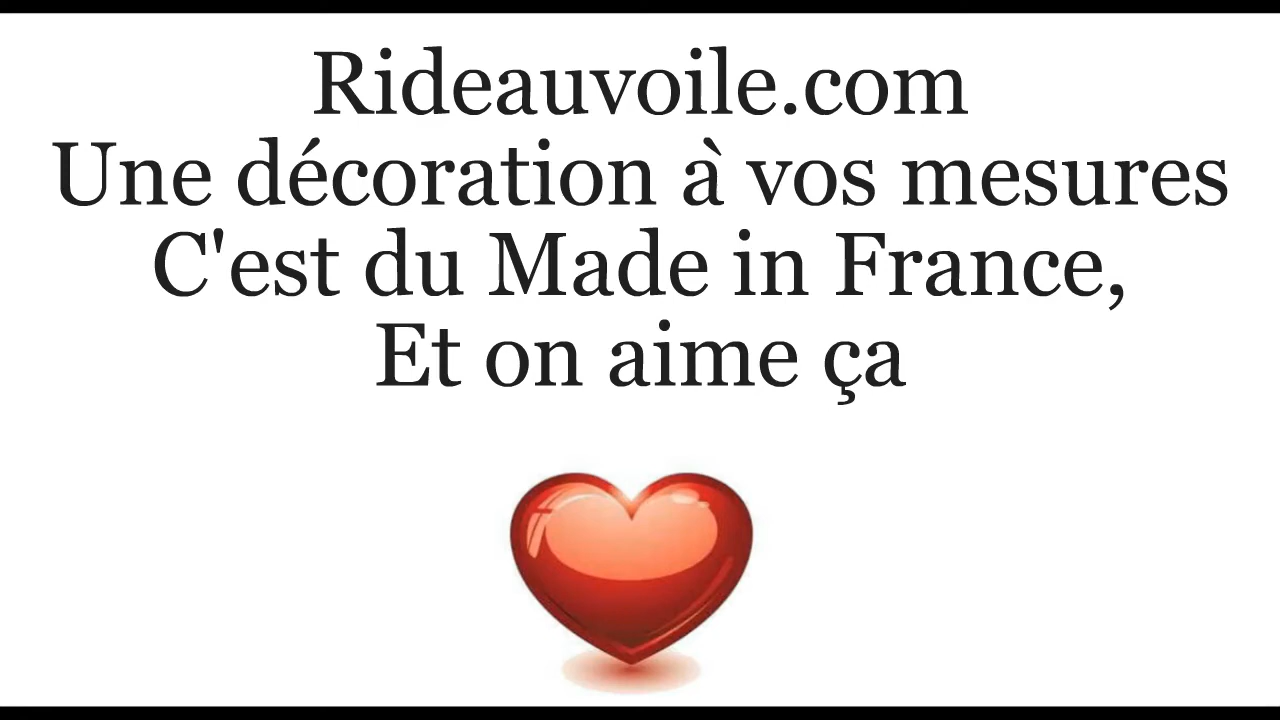 Rideauvoile.com
Une décoration à vos mesures
C'est du Made in France,
Et on aime ça